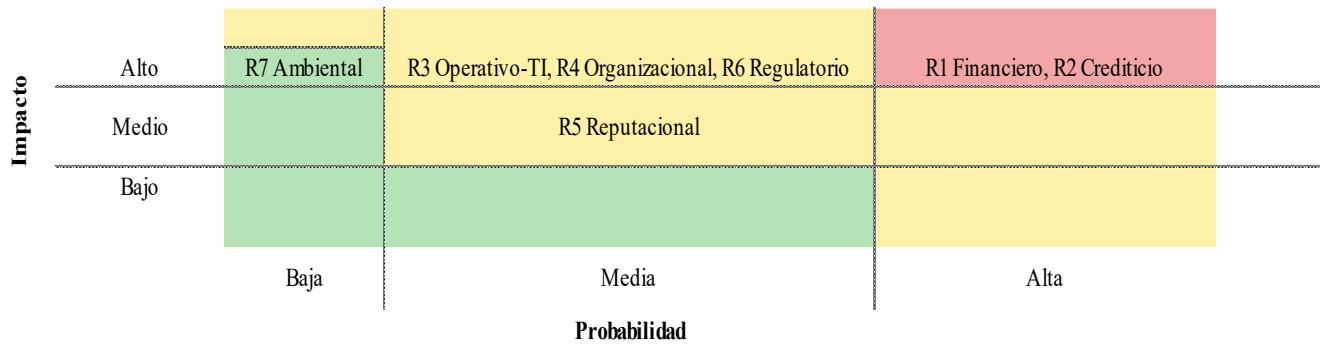 Impacto
Alto R7 Ambiental R3 Operativo-TI, R4 Organizacional, R6 Regulatorio R1 Financiero, R2 Crediticio
Medio R5 Reputacional
Bajo
Baja Media Alta
Probabilidad